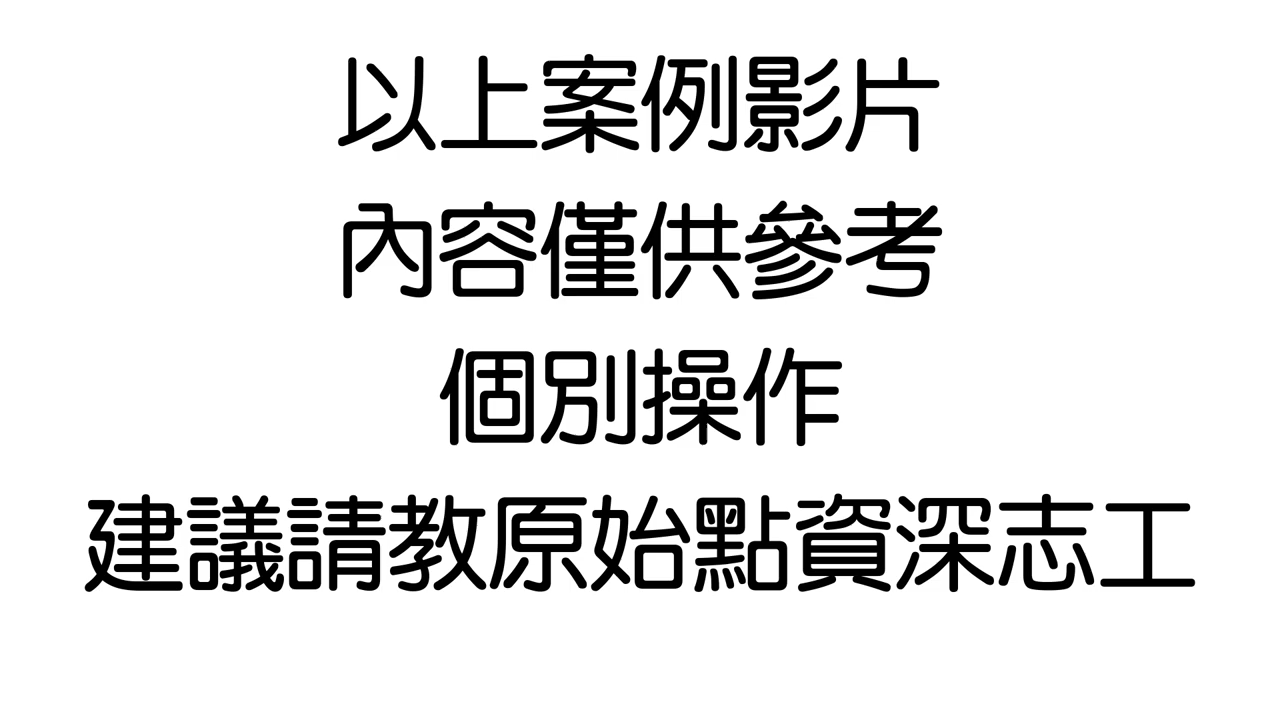 以上案例影片
內容僅供參考
個別操作
建議請教原始點資深志工